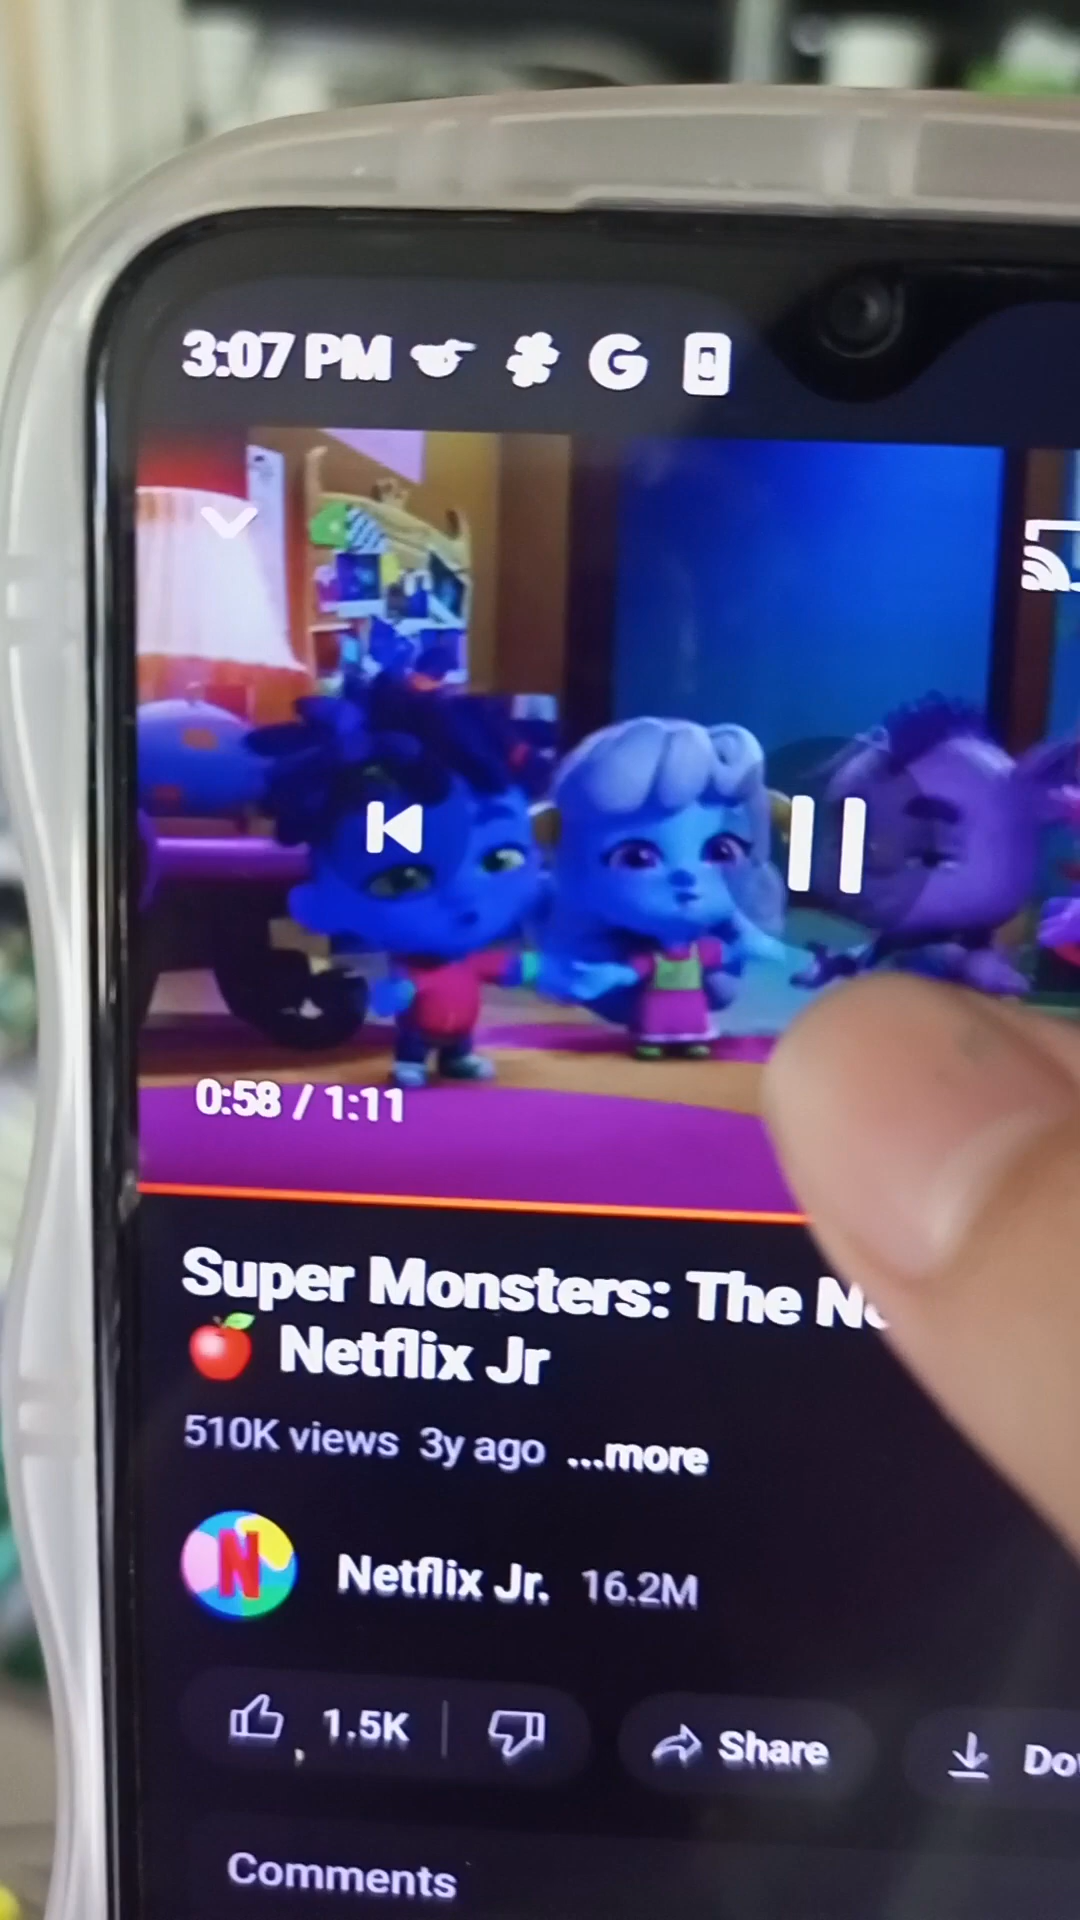 3:07 PM G
0:58 / 1:11
Super Monsters: The
Netflix Jr
510K views 3y ago ...more
N Netflix Jr. 16.2M
1.5K Share
Comments